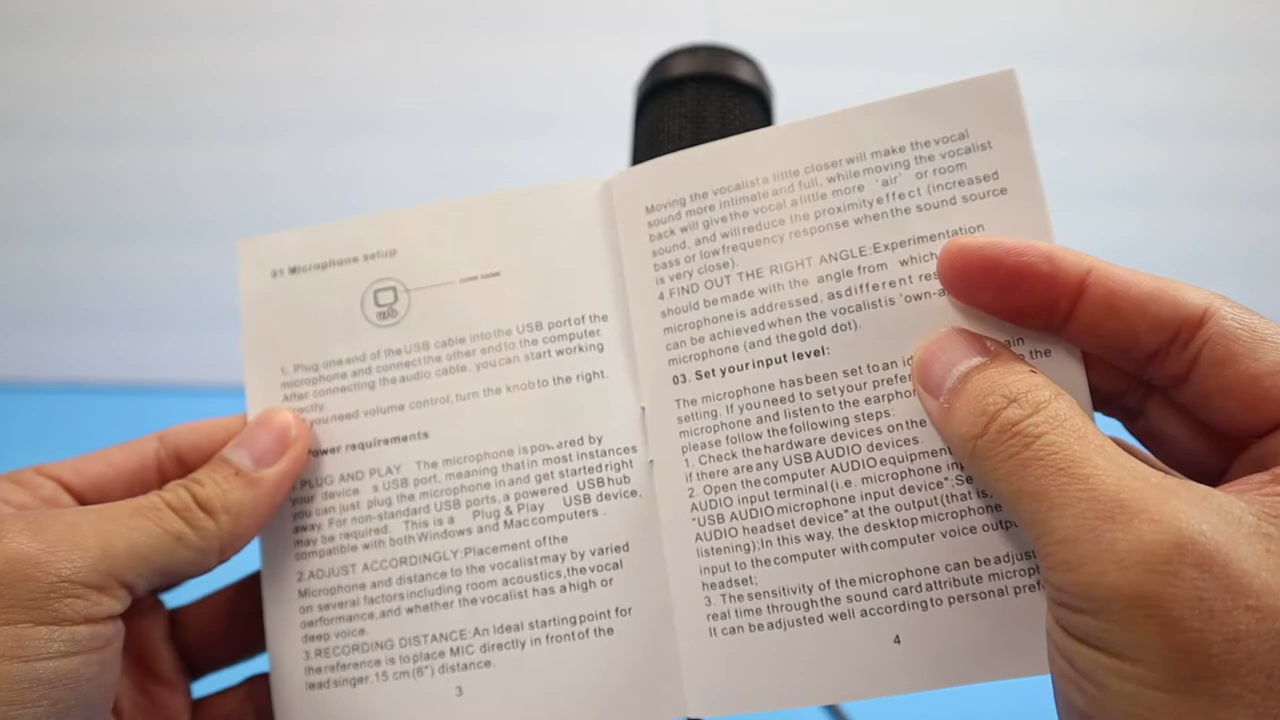 01 Microphone setup
usb
1. Plug one end of the USB cable into the USB port of the
microphone and connect the other end to the computer.
After connecting the audio cable, you can start working
you need volume control, turn the knob to the right.
Power requirements
PLUG AND PLAY The microphone is powered by
your device s USB port, meaning that in most instances
you can just plug the microphone in and get started right
away. For non-standard USB ports, a powered USB hub
may be required. This is a Plug & Play USB device,
compatible with both Windows and Mac computers .
2.ADJUST ACCORDINGLY:Placement of the
Microphone and distance to the vocalist may by varied
on several factors including room acoustics,the vocal
performance,and whether the vocalist has a high or
deep voice.
3.RECORDING DISTANCE:An Ideal starting point for
the reference is to place MIC directly in front of the
lead singer.15 cm(6") distance.
3
Moving the vocalist a little closer will make the vocal
sound more intimate and full, while moving the vocalist
back will give the vocal a little more 'air' or room
sound, and will reduce the proximity effect (increased
bass or low frequency response when the sound source
is very close).
4.FIND OUT THE RIGHT ANGLE:Experimentation
should be made with the angle from which
microphone is addressed, as different
can be achieved when the vocalist is
microphone (and the gold dot).
03. Set your input level:
The microphone has been set to an
setting. If you need to set your the
microphone and listen to the
please follow the following steps:
1. Check the hardware devices on the
if there are any USB AUDIO devices.
2. Open the computer AUDIO equipment
AUDIO input terminal(i.e. microphone
"USB AUDIO microphone input device";
AUDIO headset device" at the output(that is,
listening);In this way, the desktop microphone
input to the computer with computer voice
headset;
3. The sensitivity of the microphone can be
real time through the sound card attribute
It can be adjusted well according to personal
4